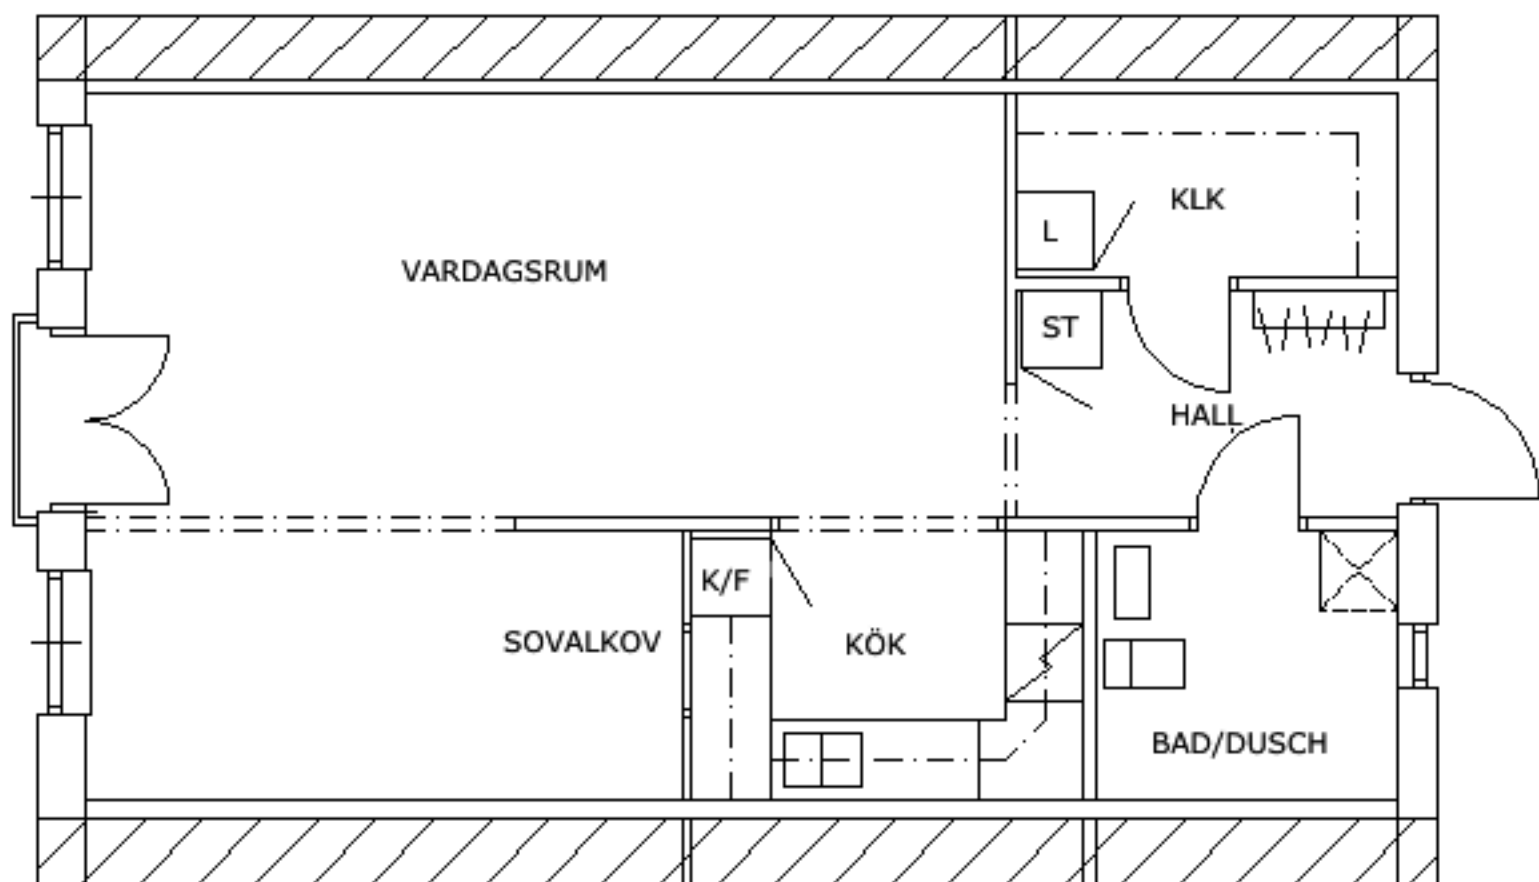 KLK
L
VARDAGSRUM
ST
HALL
K/F
SOVALKOV
KÖK
BAD/DUSCH